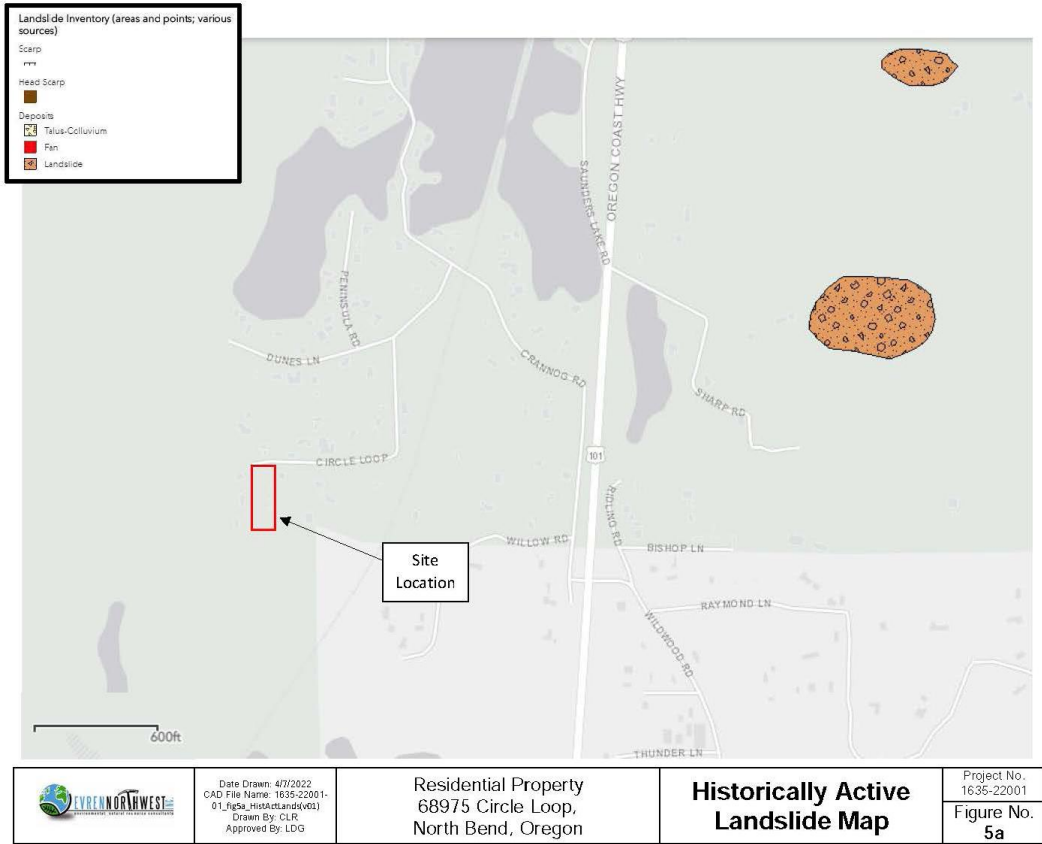 Landslide Inventory (areas and points; various
sources)
Scarp
Head Scarp
Deposits
Talus-Colluvium
Fan
Landslide
OREGON COAST HWY
SAUNDERS LAKE RD
PENINSULA RD
DUNES LN
CRANNOG RD
SHARP RD
CIRCLE LOOP
101
RIDLING RD
WILLOW RD
BISHOP LN
Site
Location
RAYMOND LN
WILDWOOD RD
THUNDER LN
600ft
EVREN NORTHWEST
environmental, natural resource consultants
Date Drawn: 4/7/2022
CAD File Name: 1635-22001-
01_fig5a_HistActLands(v01)
Drawn By: CLR
Approved By: LDG
Residential Property
68975 Circle Loop,
North Bend, Oregon
Historically Active
Landslide Map
Project No.
1635-22001
Figure No.
5a